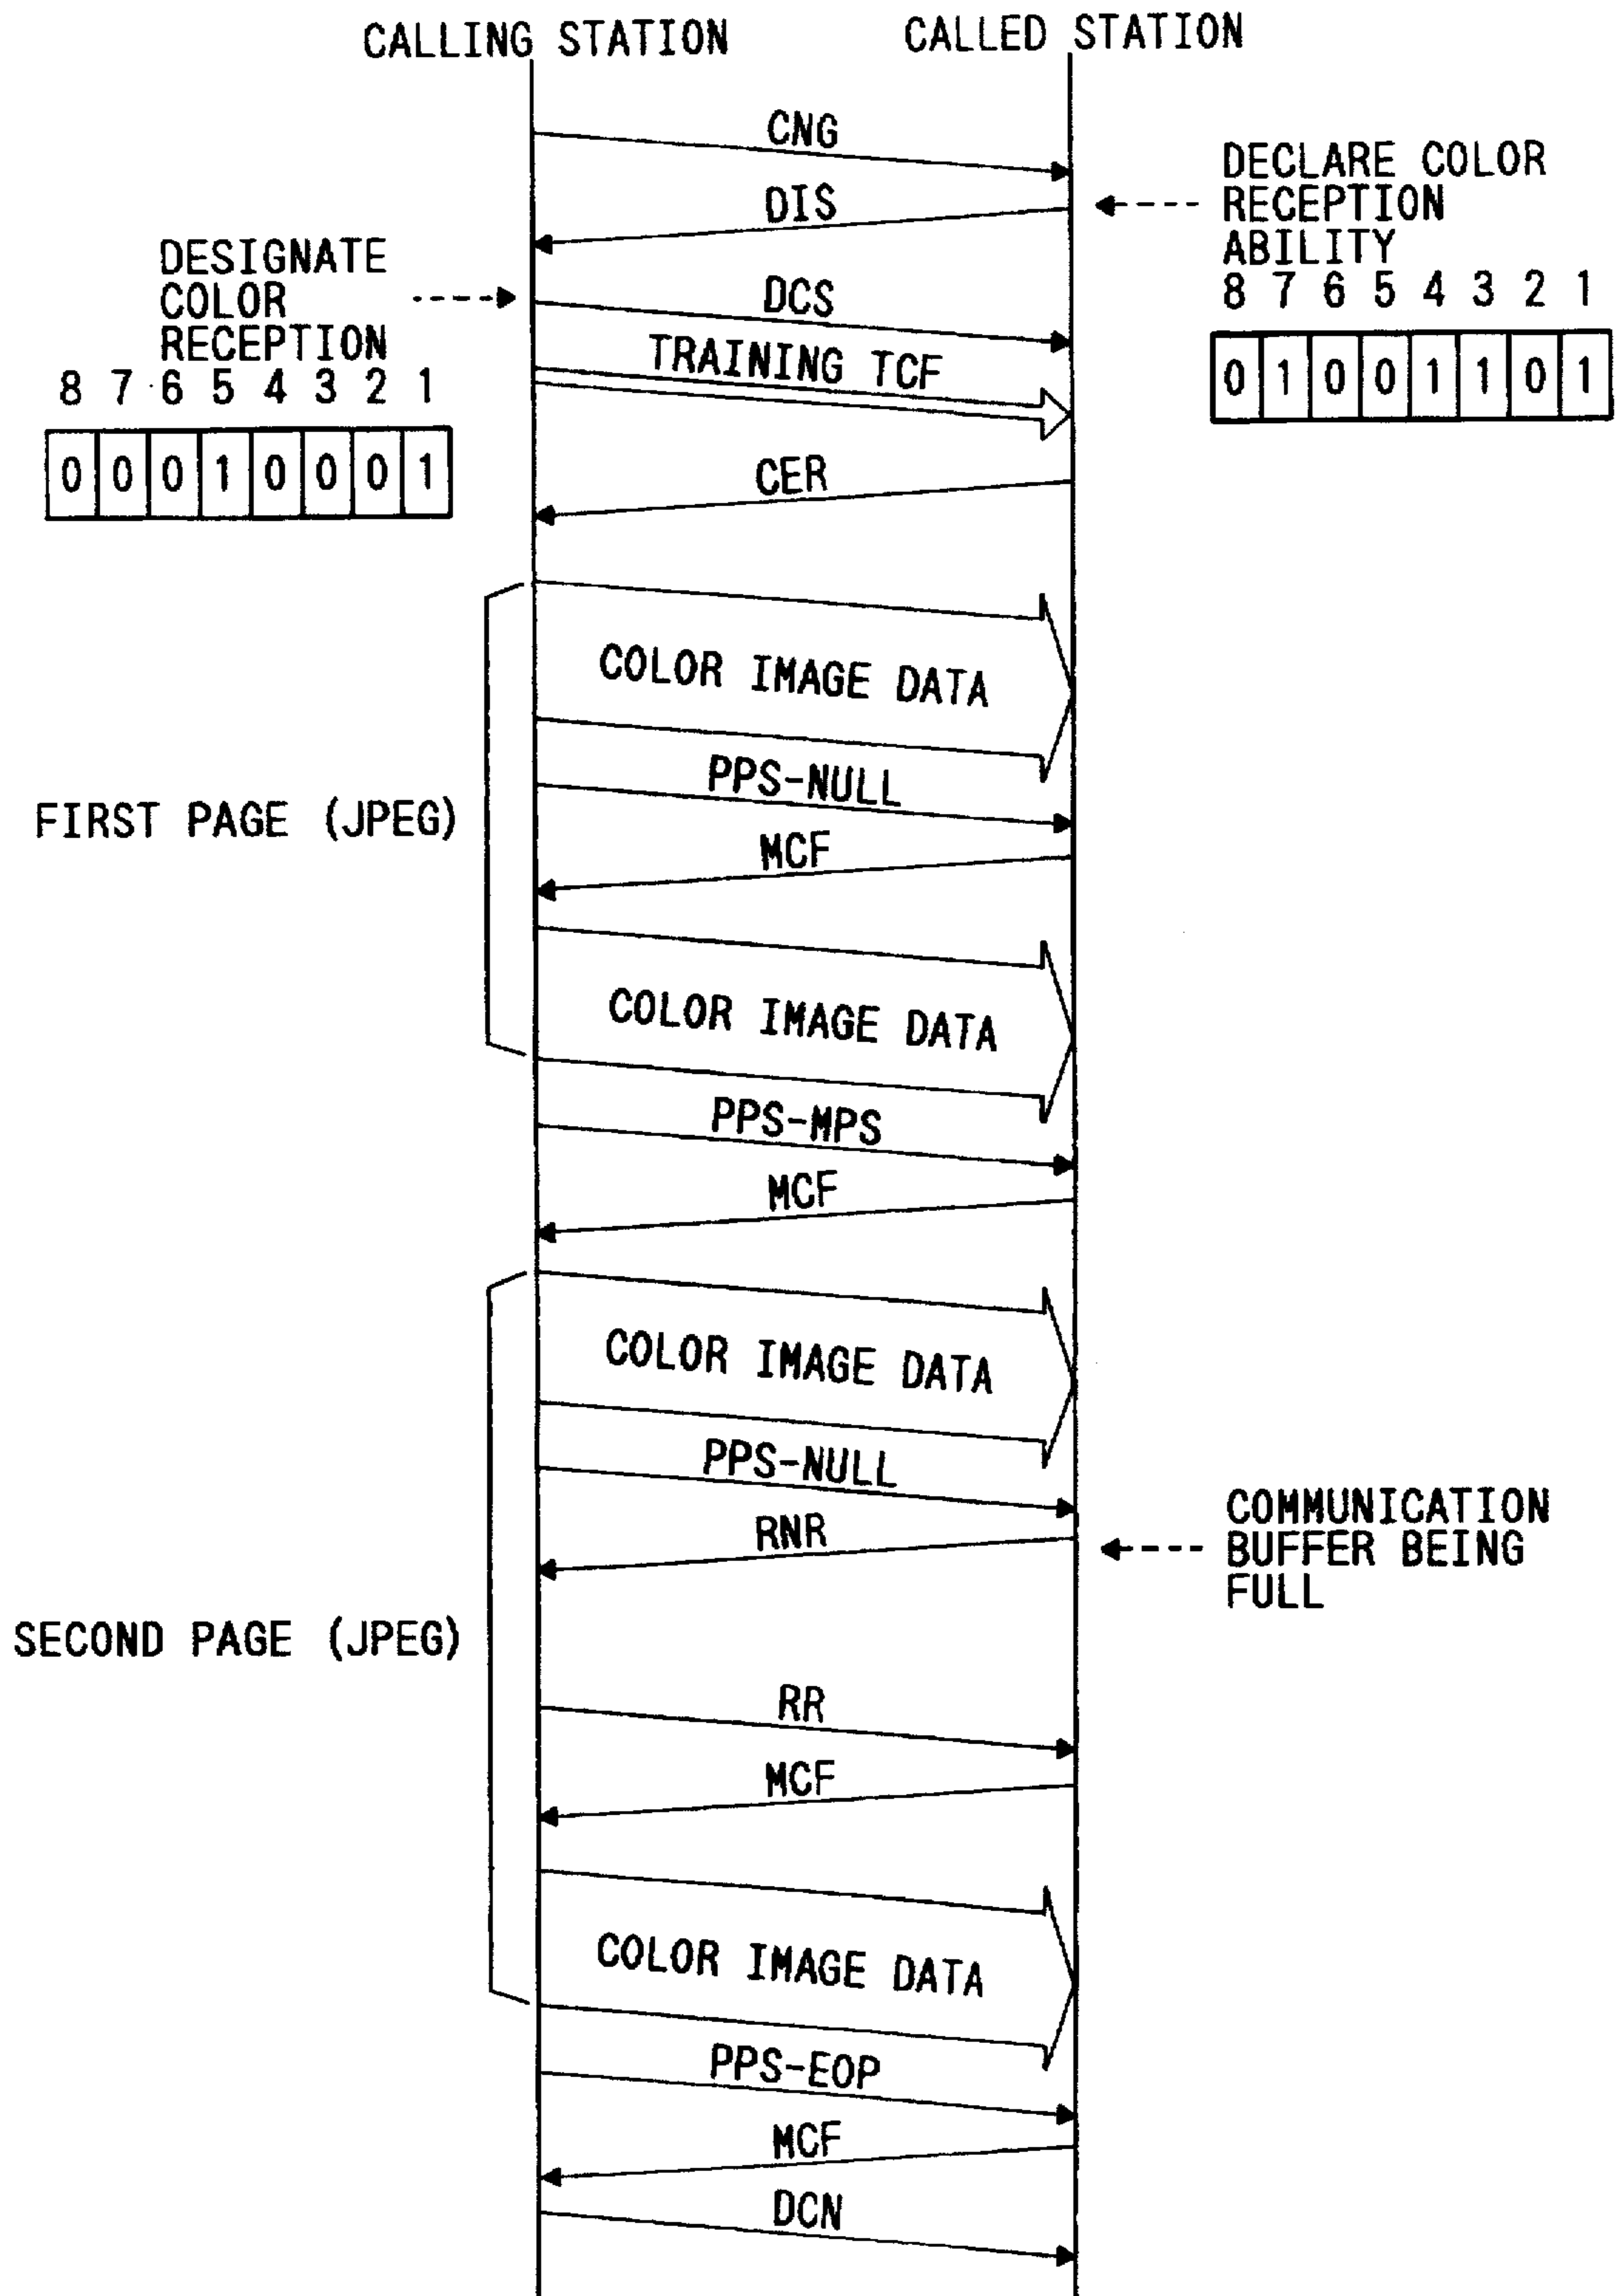 CALLING STATION
CALLED STATION
CNG
DIS
DECLARE COLOR
RECEPTION
ABILITY
8 7 6 5 4 3 2 1
0 1 0 0 1 1 0 1
DESIGNATE
COLOR
RECEPTION
8 7 6 5 4 3 2 1
0 0 0 1 0 0 0 1
DCS
TRAINING TCF
CER
COLOR IMAGE DATA
PPS-NULL
FIRST PAGE (JPEG)
MCF
COLOR IMAGE DATA
PPS-MPS
MCF
COLOR IMAGE DATA
PPS-NULL
RNR
COMMUNICATION
BUFFER BEING
FULL
SECOND PAGE (JPEG)
RR
MCF
COLOR IMAGE DATA
PPS-EOP
MCF
DCN